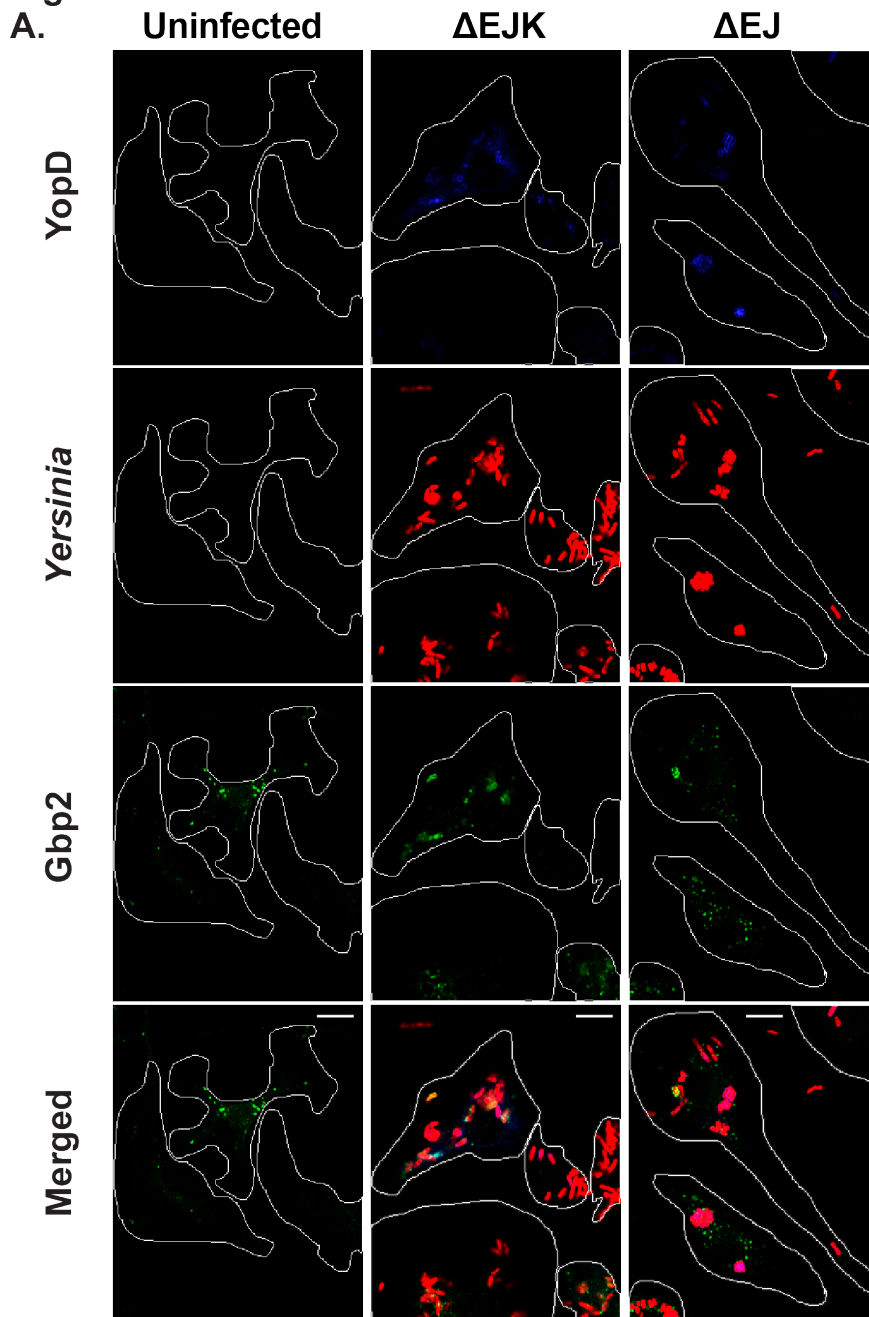 A.
Uninfected ΔEJK ΔEJ
YopD
Yersinia
Gbp2
Merged